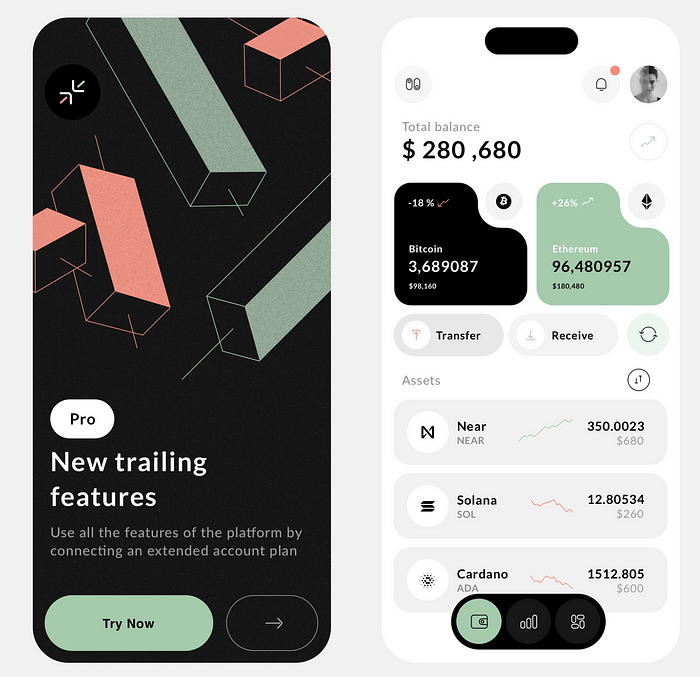 Pro
New trailing
features
Use all the features of the platform by
connecting an extended account plan
Try Now
Total balance
$ 280 ,680
-18 %
Bitcoin
3,689087
$98,160
+26%
Ethereum
96,480957
$180,480
Transfer
Receive
Assets
Near
NEAR
350.0023
$680
Solana
SOL
12.80534
$260
Cardano
ADA
1512.805
$600